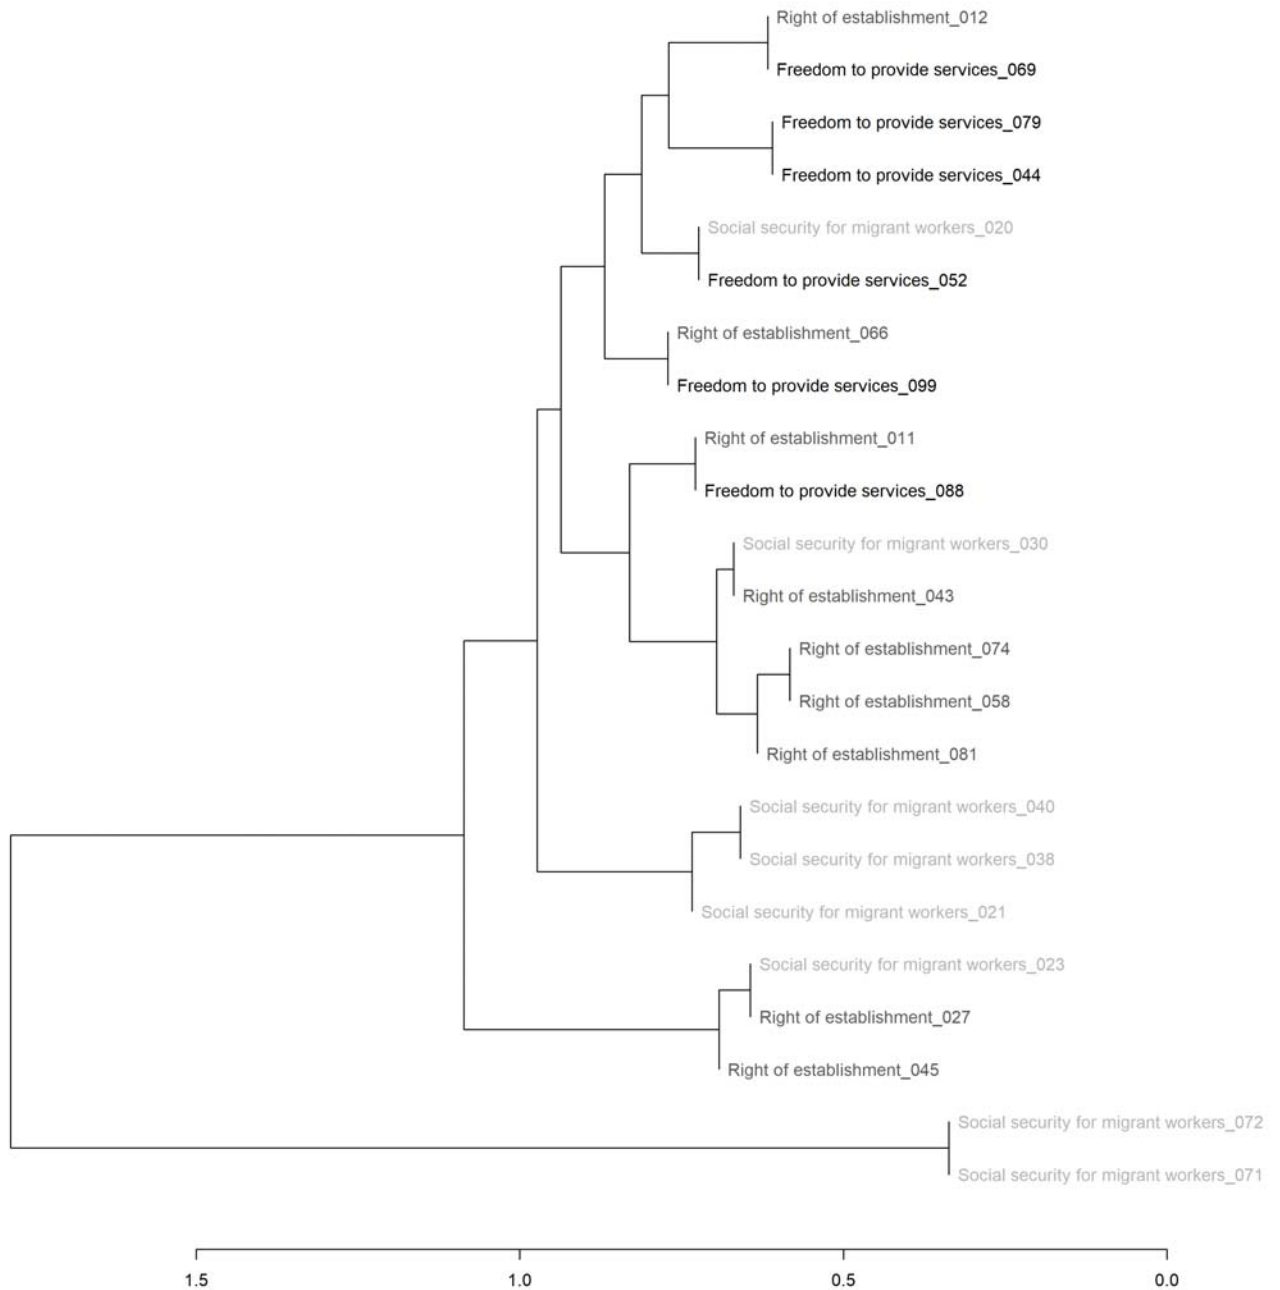 Right of establishment_012
Freedom to provide services_069
Freedom to provide services_079
Freedom to provide services_044
Social security for migrant workers_020
Freedom to provide services_052
Right of establishment_066
Freedom to provide services_099
Right of establishment_011
Freedom to provide services_088
Social security for migrant workers_030
Right of establishment_043
Right of establishment_074
Right of establishment_058
Right of establishment_081
Social security for migrant workers_040
Social security for migrant workers_038
Social security for migrant workers_021
Social security for migrant workers_023
Right of establishment_027
Right of establishment_045
Social security for migrant workers_072
Social security for migrant workers_071
1.5 1.0 0.5 0.0